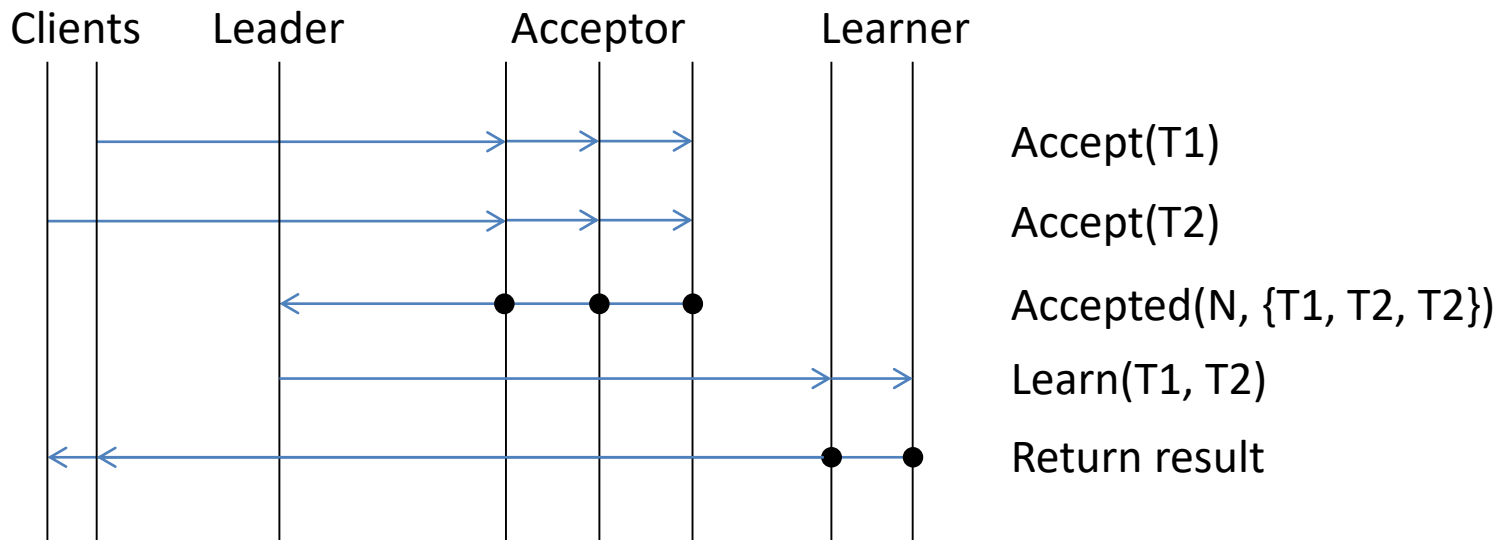 Clients Leader Acceptor Learner
Accept(T1)
Accept(T2)
Accepted(N, {T1, T2, T2})
Learn(T1, T2)
Return result